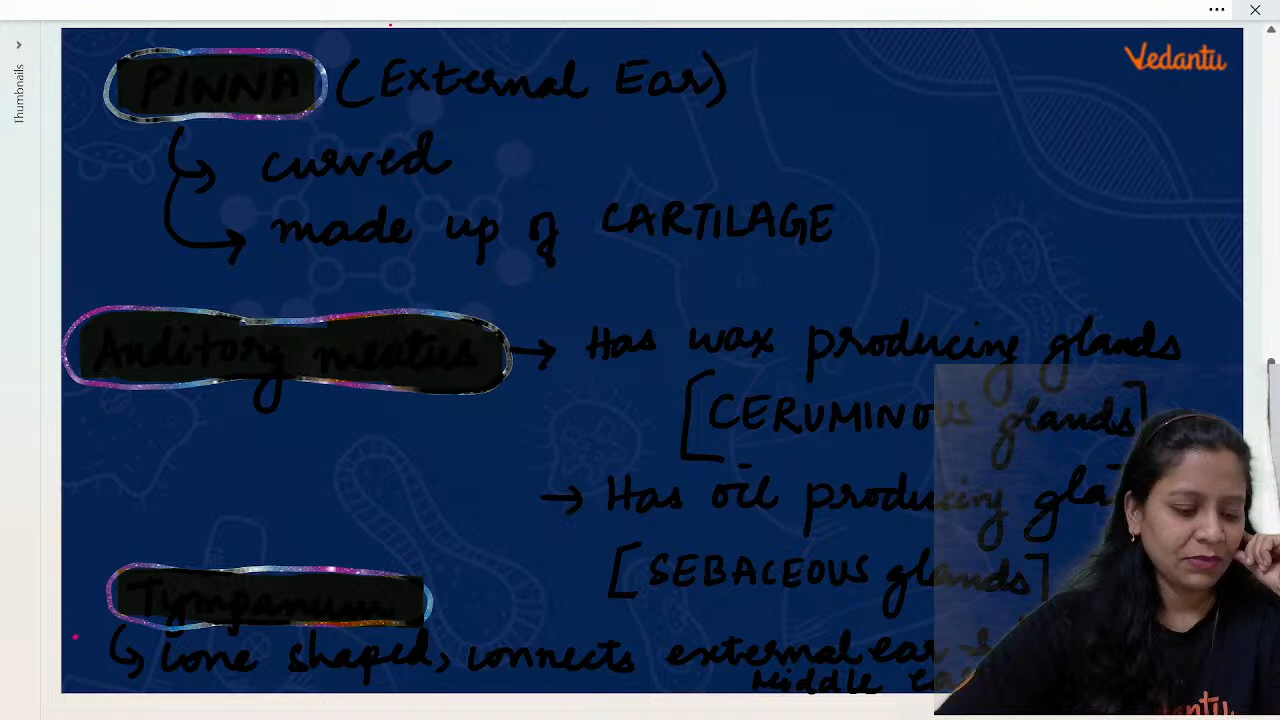 Thumbnails
Vedantu
PINNA (External Ear)
↳ curved
↳ made up of CARTILAGE
Auditory meatus → Has wax producing glands
[CERUMINOUS glands]
→ Has oil producing
[SEBACEOUS glands]
Tympanum
↳ Cone shaped, connects external ear &
Middle